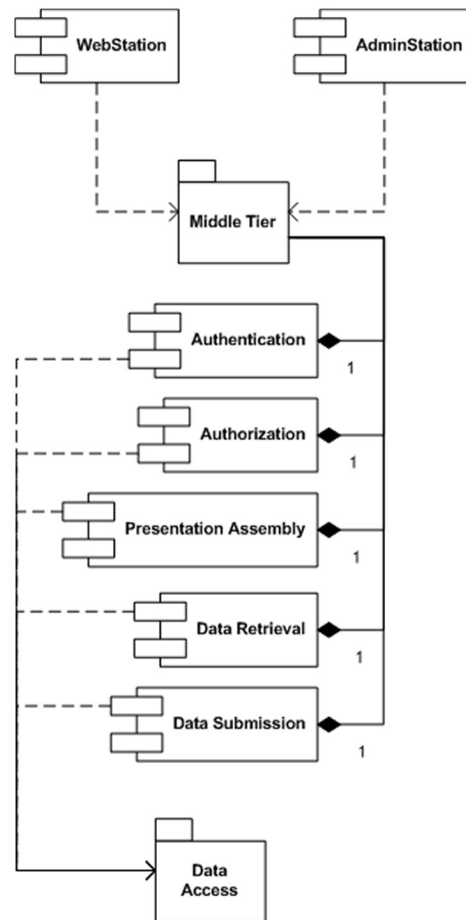 WebStation
AdminStation
Middle Tier
Authentication
1
Authorization
1
Presentation Assembly
1
Data Retrieval
1
Data Submission
1
Data
Access